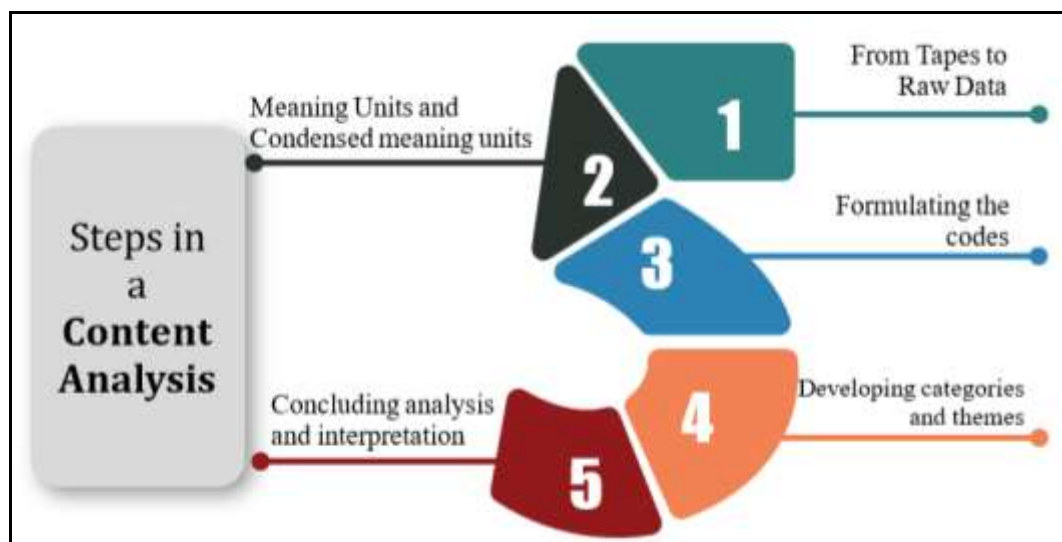 Steps in
a
Content
Analysis
1
From Tapes to
Raw Data
2
Meaning Units and
Condensed meaning units
3
Formulating the
codes
4
Developing categories
and themes
5
Concluding analysis
and interpretation